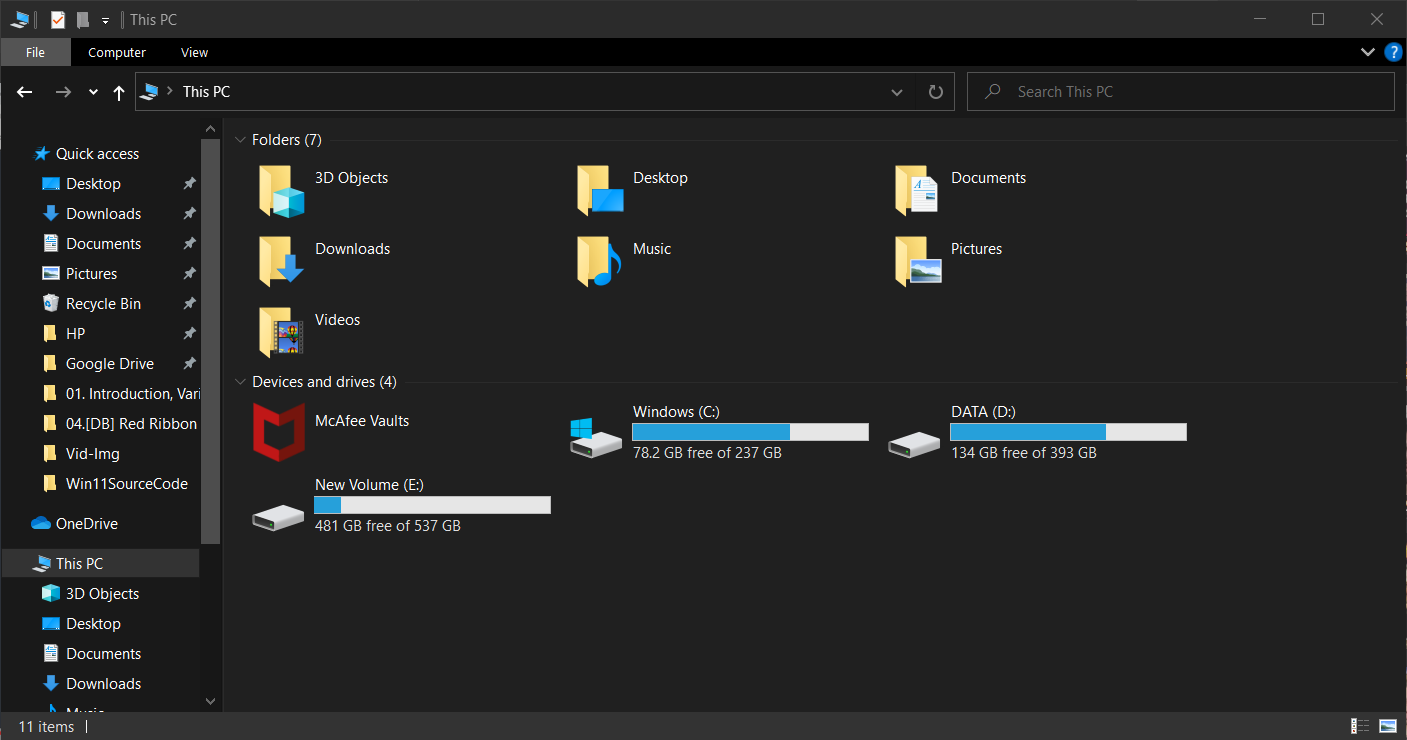 This PC
File Computer View
This PC
Search This PC
Quick access
Desktop
Downloads
Documents
Pictures
Recycle Bin
HP
Google Drive
01. Introduction, Vari
04.[DB] Red Ribbon
Vid-Img
Win11SourceCode
OneDrive
This PC
3D Objects
Desktop
Documents
Downloads
Music
Folders (7)
3D Objects
Desktop
Documents
Downloads
Music
Pictures
Videos
Devices and drives (4)
McAfee Vaults
Windows (C:)
78.2 GB free of 237 GB
DATA (D:)
134 GB free of 393 GB
New Volume (E:)
481 GB free of 537 GB
11 items